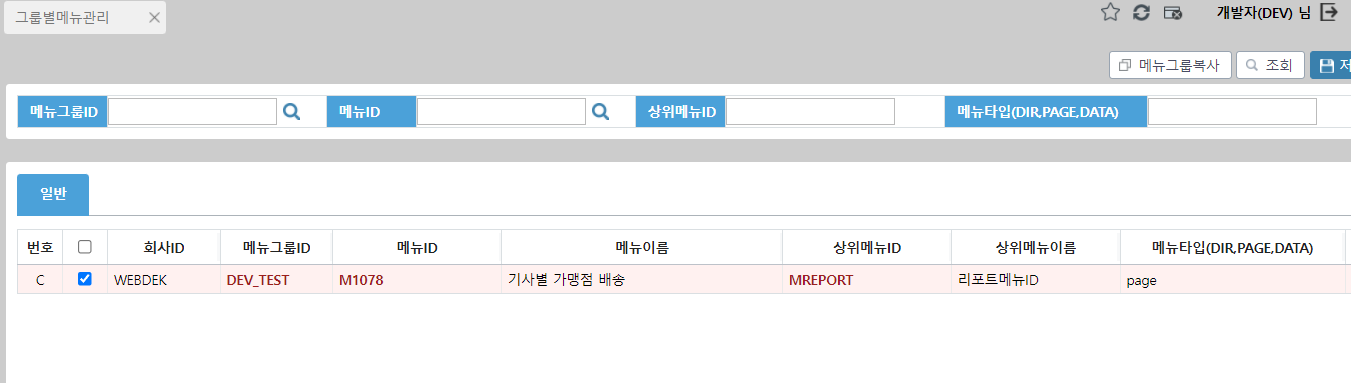 그룹별메뉴관리
개발자(DEV) 님
메뉴그룹복사 조회 저
메뉴그룹ID 메뉴ID 상위메뉴ID 메뉴타입(DIR,PAGE,DATA)
일반
번호 회사ID 메뉴그룹ID 메뉴ID 메뉴이름 상위메뉴ID 상위메뉴이름 메뉴타입(DIR,PAGE,DATA)
C WEBDEK DEV_TEST M1078 기사별 가맹점 배송 MREPORT 리포트메뉴ID page